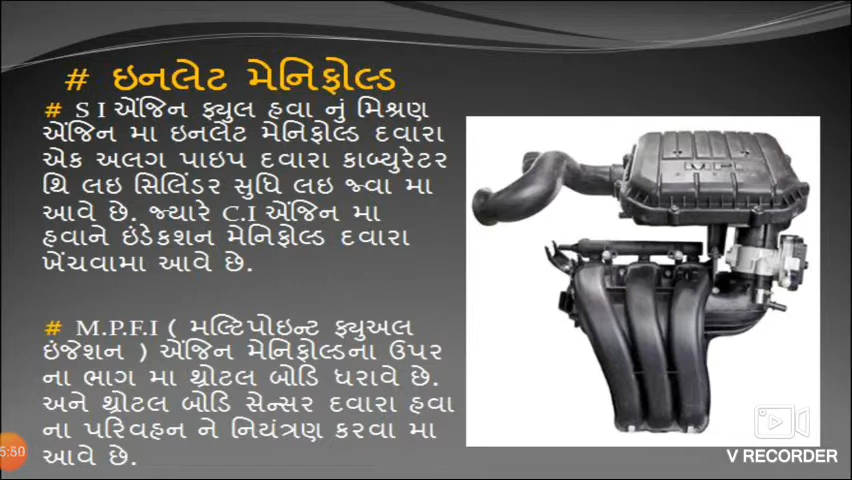 # ઇનલેટ મેનિફોલ્ડ
# S I એંજિન ફ્યુલ હવા નું મિશ્રણ
એંજિન મા ઇનલેટ મેનિફોલ્ડ દવારા
એક અલગ પાઇપ દવારા કાબ્યુરેટર
થિ લઇ સિલિંડર સુધિ લઇ જ્વા મા
આવે છે. જ્યારે C.I એંજિન મા
હવાને ઇંડેકશન મેનિફોલ્ડ દવારા
ખેંચવામા આવે છે.
# M.P.F.I ( મલ્ટિપોઇન્ટ ફ્યુઅલ
ઇંજેશન ) એંજિન મેનિફોલ્ડના ઉપર
ના ભાગ મા થ્રોટલ બોડિ ધરાવે છે.
અને થ્રોટલ બોડિ સેન્સર દવારા હવા
ના પરિવહન ને નિયંત્રણ કરવા મા
આવે છે.
MPI
5:50
V RECORDER